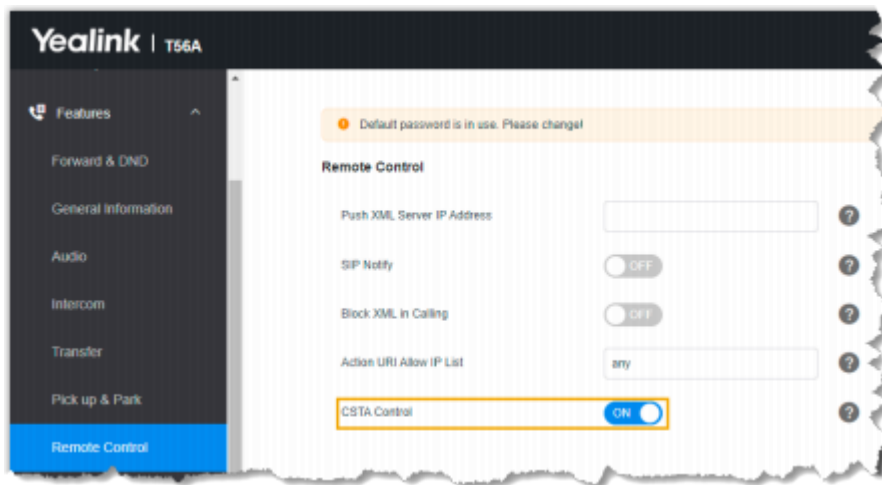 Yealink | T56A
Features
Forward & DND
General Information
Audio
Intercom
Transfer
Pick up & Park
Remote Control
Default password is in use. Please change!
Remote Control
Push XML Server IP Address
SIP Notify OFF
Block XML in Calling OFF
Action URI Allow IP List any
CSTA Control ON